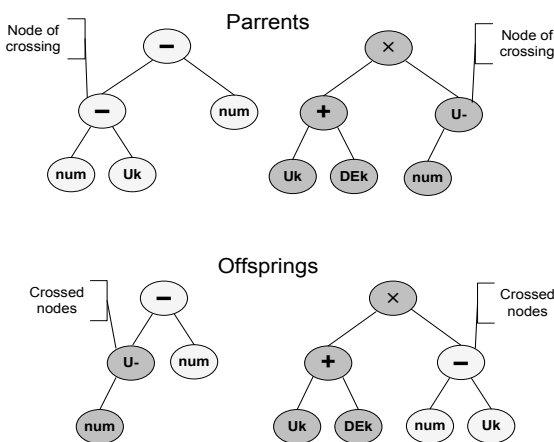 Parrents
Node of
crossing
Node of
crossing
−
×
−
num
+
U-
num
Uk
Uk
DEk
num
Offsprings
Crossed
nodes
Crossed
nodes
−
×
U-
num
+
−
num
Uk
DEk
num
Uk